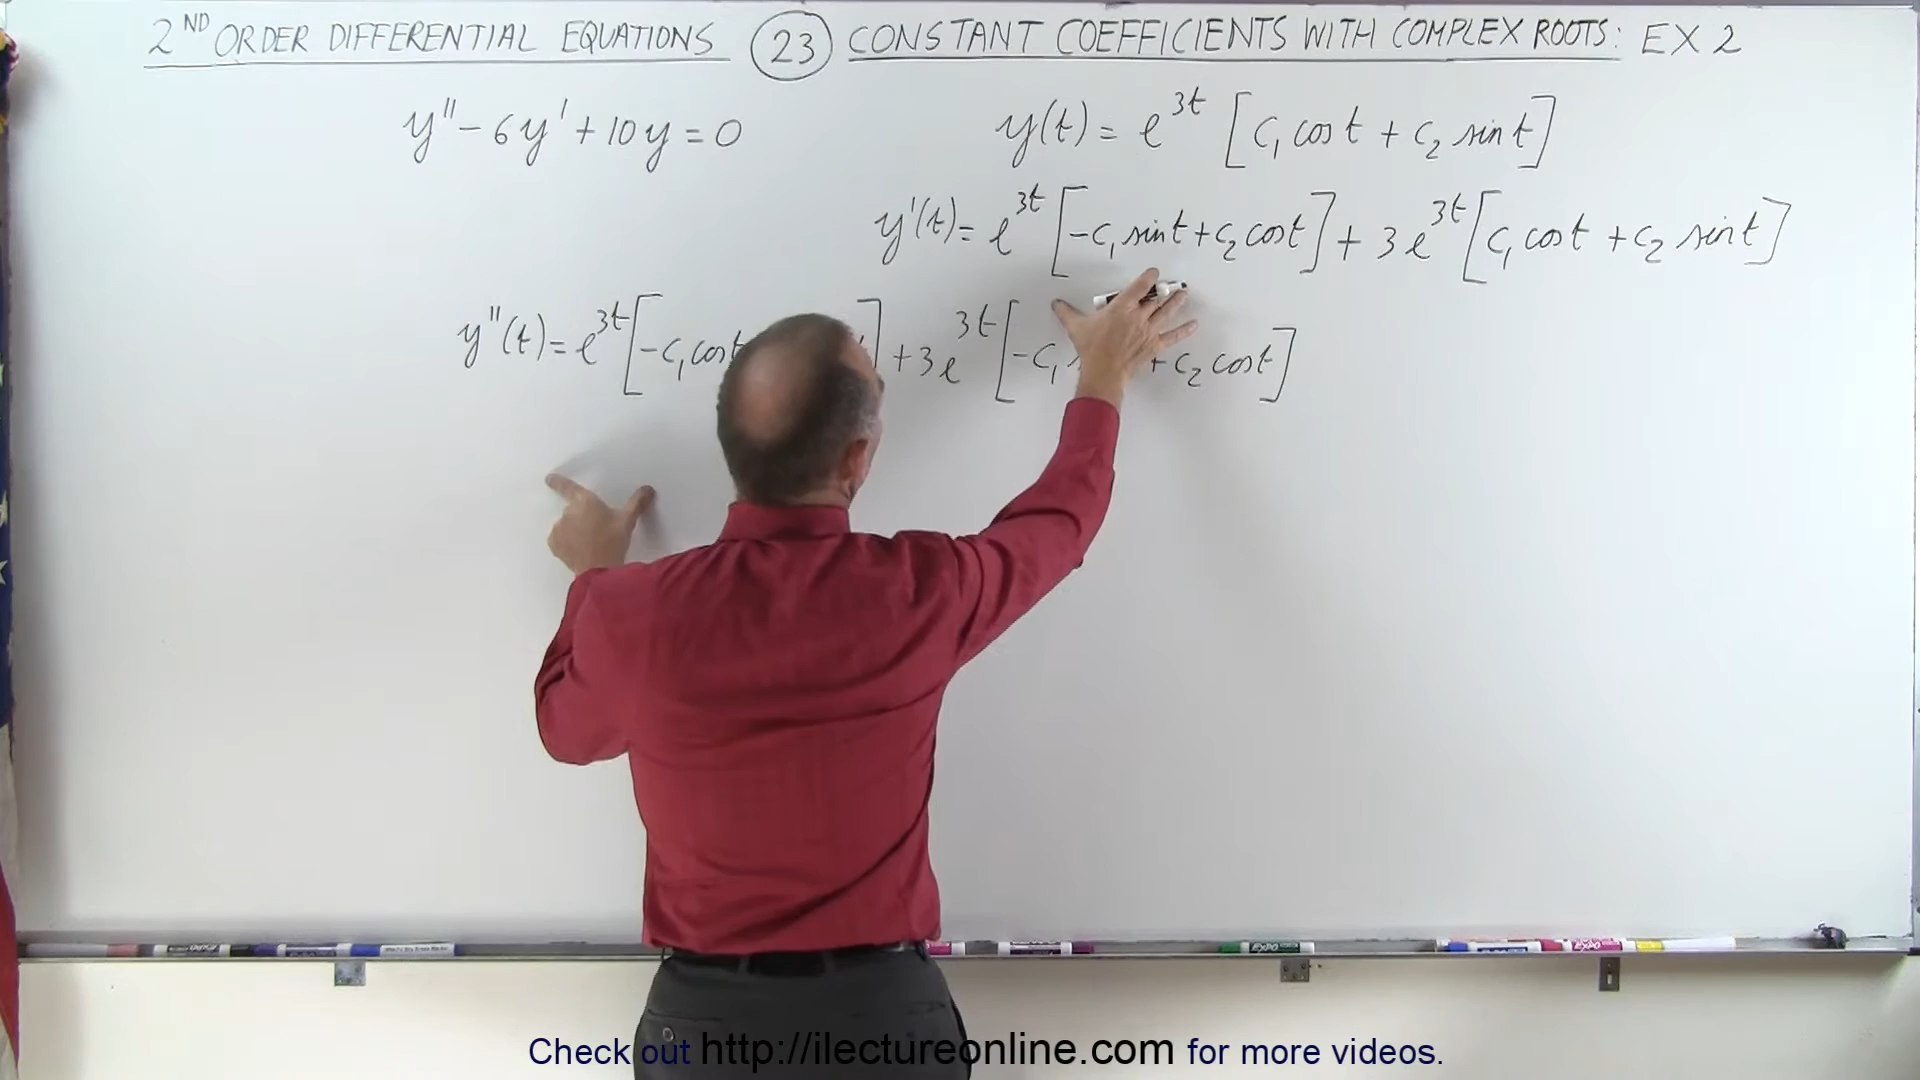 2ND ORDER DIFFERENTIAL EQUATIONS (23) CONSTANT COEFFICIENTS WITH COMPLEX ROOTS: EX 2
y'' - 6y' + 10y = 0
y(t) = e^{3t} [c₁ cos t + c₂ sin t]
y'(t) = e^{3t} [-c₁ sin t + c₂ cos t] + 3e^{3t} [c₁ cos t + c₂ sin t]
y''(t) = e^{3t} [-c₁ cos t ] + 3e^{3t} [-c₁ + c₂ cos t]
EXPO
EXPO
Check out http://ilectureonline.com for more videos.